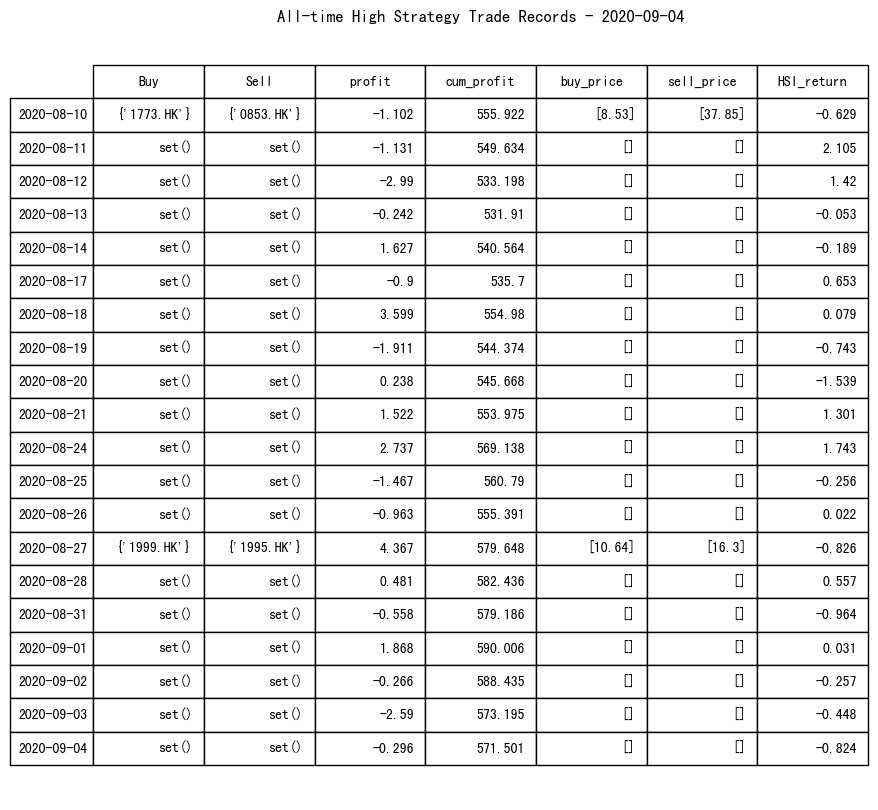 All-time High Strategy Trade Records - 2020-09-04
Buy Sell profit cum_profit buy_price sell_price HSI_return
2020-08-10 {'1773.HK'} {'0853.HK'} -1.102 555.922 [8.53] [37.85] -0.629
2020-08-11 set() set() -1.131 549.634 [] [] 2.105
2020-08-12 set() set() -2.99 533.198 [] [] 1.42
2020-08-13 set() set() -0.242 531.91 [] [] -0.053
2020-08-14 set() set() 1.627 540.564 [] [] -0.189
2020-08-17 set() set() -0.9 535.7 [] [] 0.653
2020-08-18 set() set() 3.599 554.98 [] [] 0.079
2020-08-19 set() set() -1.911 544.374 [] [] -0.743
2020-08-20 set() set() 0.238 545.668 [] [] -1.539
2020-08-21 set() set() 1.522 553.975 [] [] 1.301
2020-08-24 set() set() 2.737 569.138 [] [] 1.743
2020-08-25 set() set() -1.467 560.79 [] [] -0.256
2020-08-26 set() set() -0.963 555.391 [] [] 0.022
2020-08-27 {'1999.HK'} {'1995.HK'} 4.367 579.648 [10.64] [16.3] -0.826
2020-08-28 set() set() 0.481 582.436 [] [] 0.557
2020-08-31 set() set() -0.558 579.186 [] [] -0.964
2020-09-01 set() set() 1.868 590.006 [] [] 0.031
2020-09-02 set() set() -0.266 588.435 [] [] -0.257
2020-09-03 set() set() -2.59 573.195 [] [] -0.448
2020-09-04 set() set() -0.296 571.501 [] [] -0.824